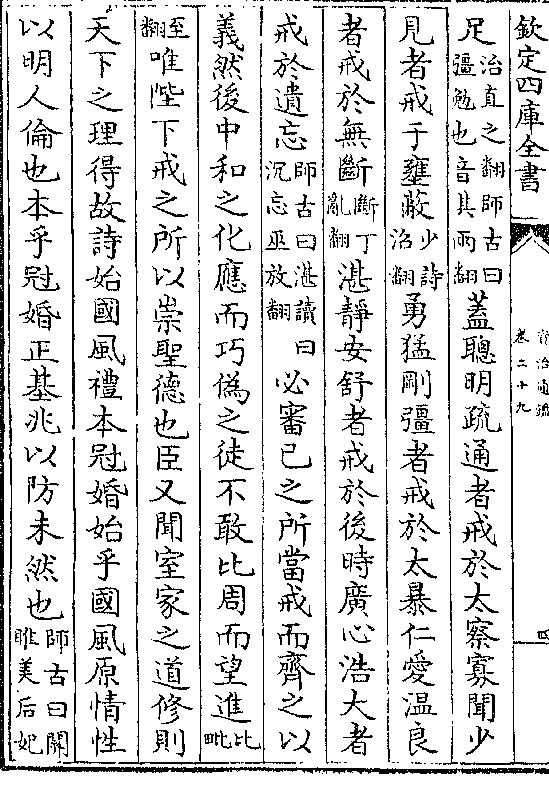 欽定四庫全書
資治通鑑
卷二十九
四
足治直之翻師古曰彊勉也音其兩翻蓋聰明疏通者戒於太察寡聞少
見者戒于壅蔽少詩沼翻勇猛剛彊者戒於太暴仁愛温良
者戒於無斷斷丁亂翻湛靜安舒者戒於後時廣心浩大者
戒於遺忘師古曰湛讀曰沉忘巫放翻必審已之所當戒而齊之以
義然後中和之化應而巧偽之徒不敢比周而望進比毗
至翻唯陛下戒之所以崇聖德也臣又聞室家之道修則
天下之理得故詩始國風禮本冠婚始乎國風原情性
以明人倫也本乎冠婚正基兆以防未然也師古曰關雎美后妃